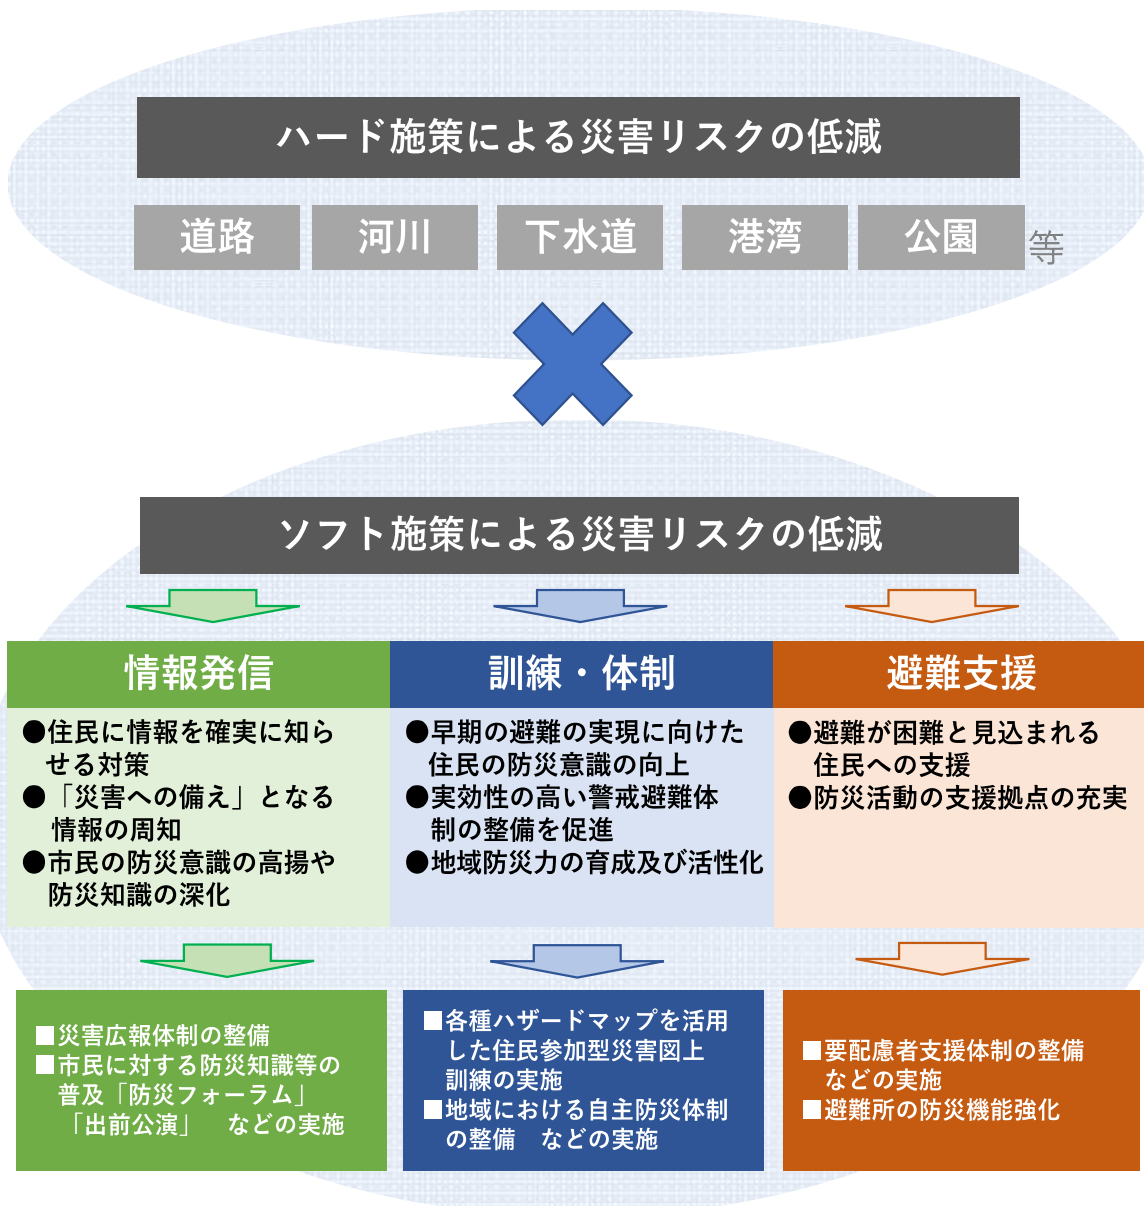 ハード施策による災害リスクの低減
道路
河川
下水道
港湾
公園
等
ソフト施策による災害リスクの低減
情報発信
●住民に情報を確実に知ら
せる対策
●「災害への備え」となる
情報の周知
●市民の防災意識の高揚や
防災知識の深化
訓練・体制
●早期の避難の実現に向けた
住民の防災意識の向上
●実効性の高い警戒避難体
制の整備を促進
●地域防災力の育成及び活性化
避難支援
●避難が困難と見込まれる
住民への支援
●防災活動の支援拠点の充実
■災害広報体制の整備
■市民に対する防災知識等の
普及「防災フォーラム」
「出前公演」　などの実施
■各種ハザードマップを活用
した住民参加型災害図上
訓練の実施
■地域における自主防災体制
の整備　などの実施
■要配慮者支援体制の整備
などの実施
■避難所の防災機能強化